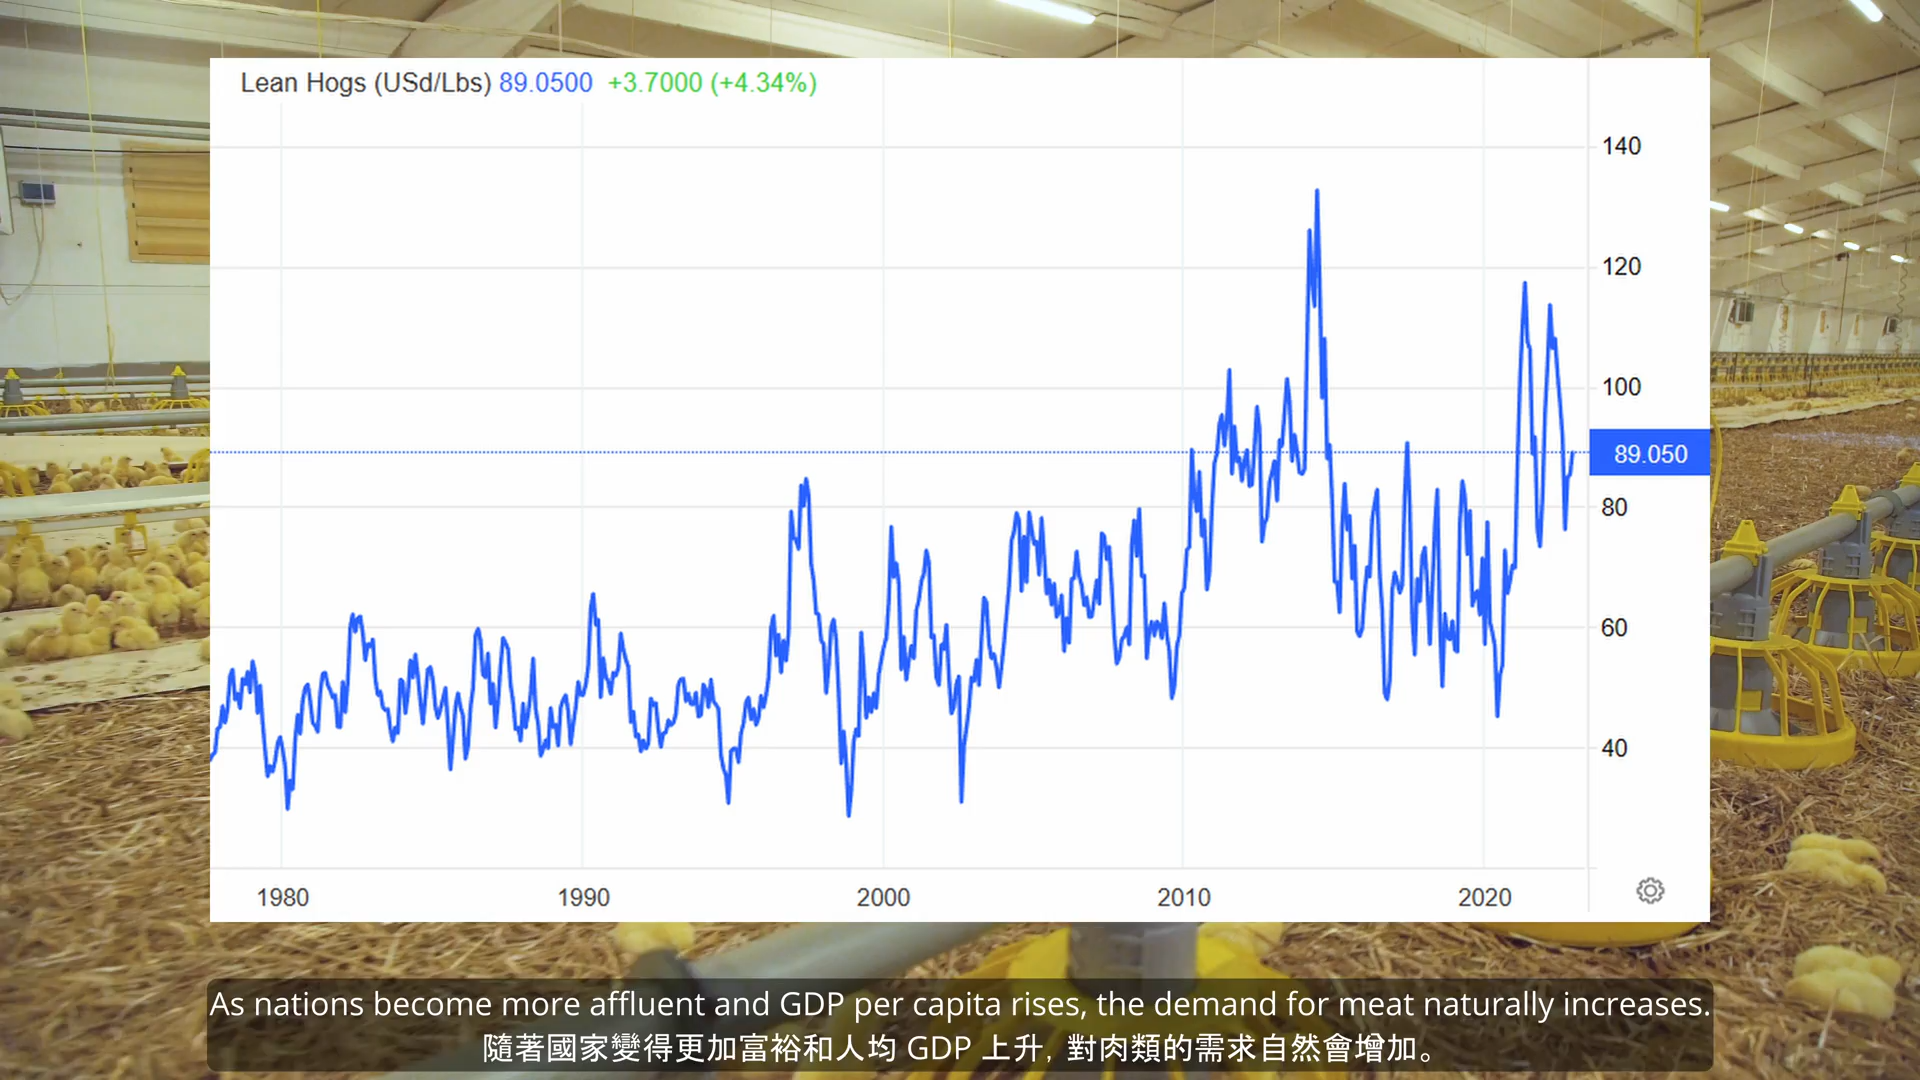 Lean Hogs (USd/Lbs) 89.0500 +3.7000 (+4.34%)
140
120
100
89.050
80
60
40
1980 1990 2000 2010 2020
As nations become more affluent and GDP per capita rises, the demand for meat naturally increases.
隨著國家變得更加富裕和人均 GDP 上升, 對肉類的需求自然會增加。